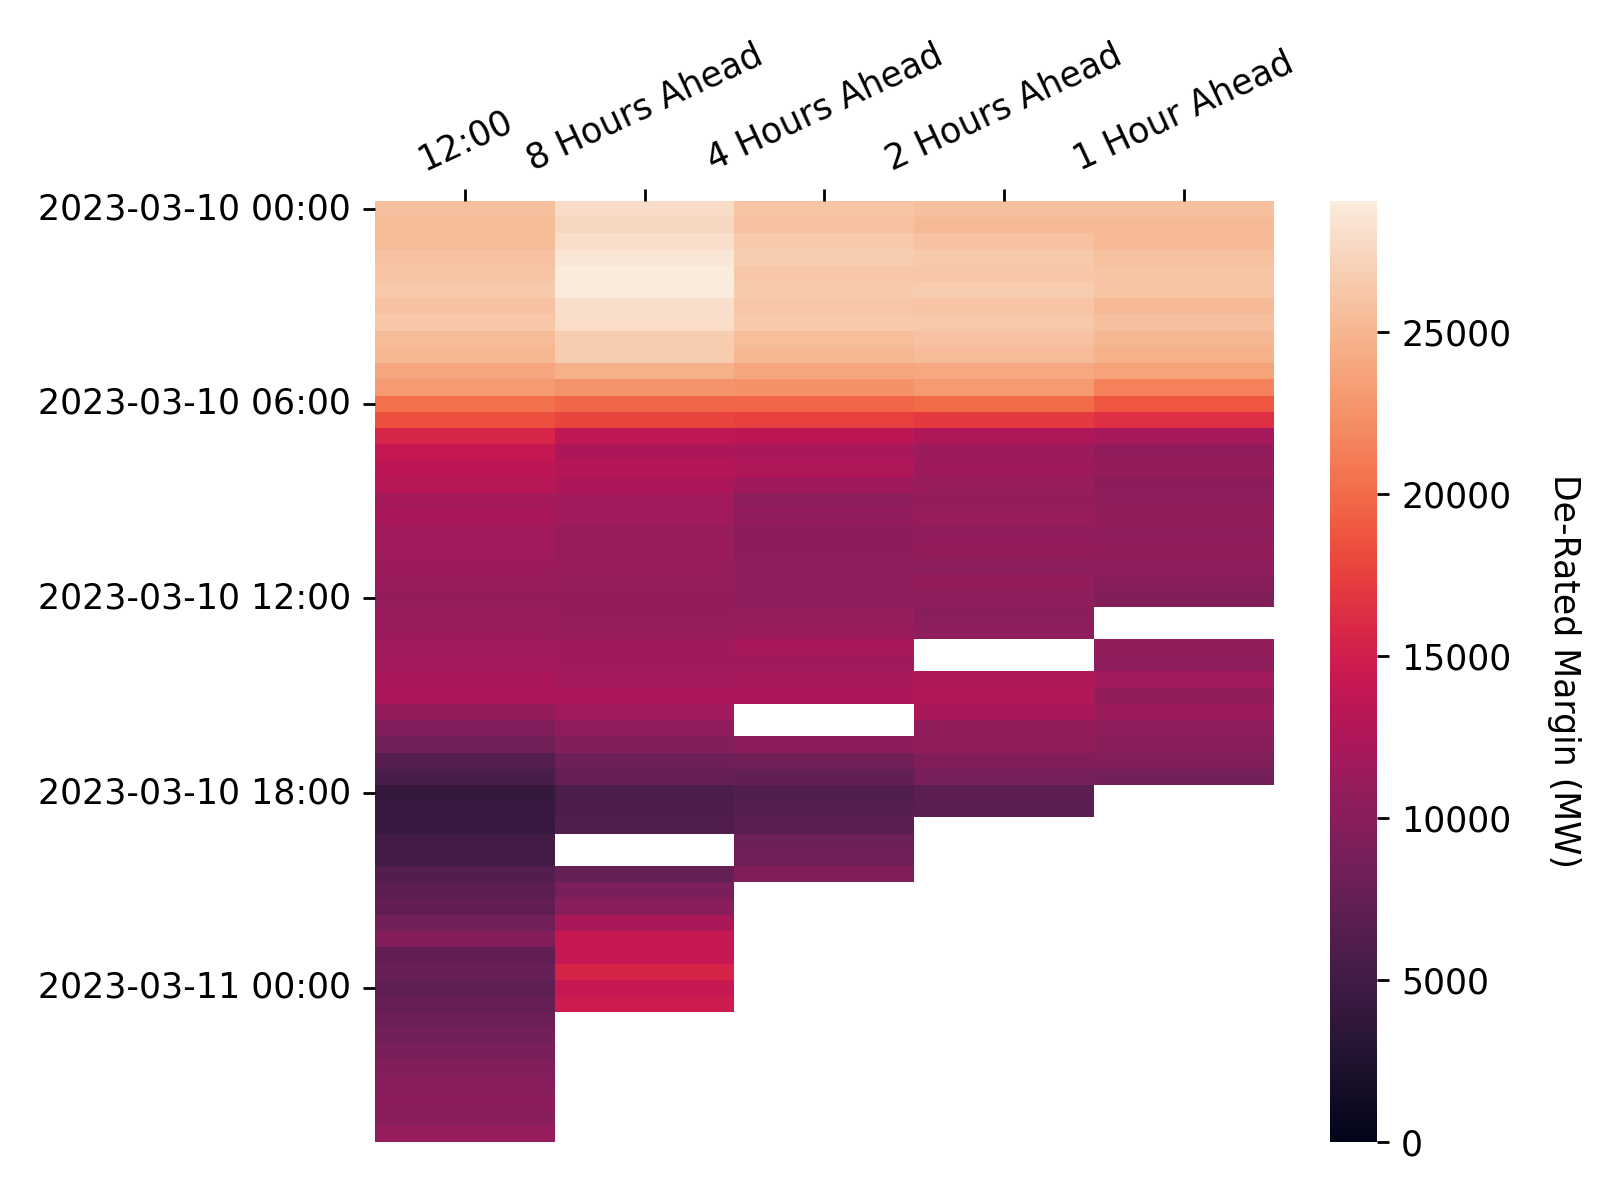 12:00
8 Hours Ahead
4 Hours Ahead
2 Hours Ahead
1 Hour Ahead
2023-03-10 00:00
2023-03-10 06:00
2023-03-10 12:00
2023-03-10 18:00
2023-03-11 00:00
25000
20000
15000
10000
5000
0
De-Rated Margin (MW)